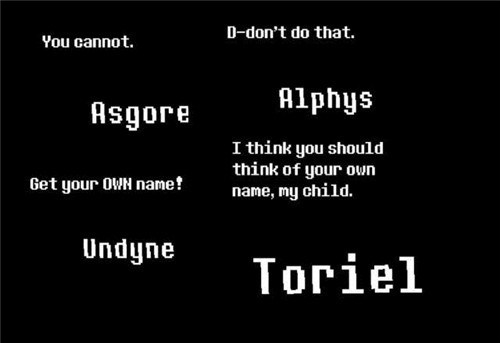 You cannot.
Asgore
D-don't do that.
Alphys
Get your OWN name!
Undyne
I think you should
think of your own
name, my child.
Toriel